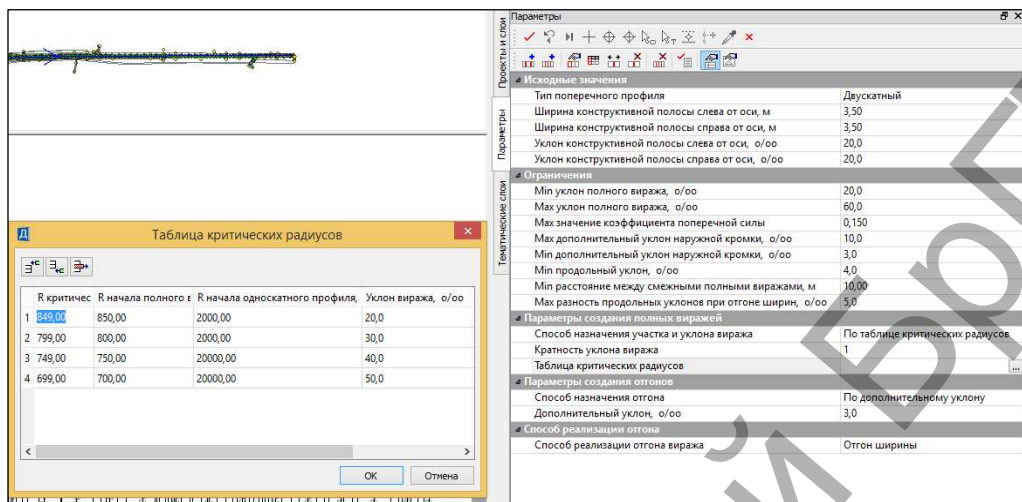 Параметры
Проекты и слои
Параметры
Тематические слои
Исходные значения
Тип поперечного профиля Двускатный
Ширина конструктивной полосы слева от оси, м 3,50
Ширина конструктивной полосы справа от оси, м 3,50
Уклон конструктивной полосы слева от оси, о/оо 20,0
Уклон конструктивной полосы справа от оси, о/оо 20,0
Ограничения
Min уклон полного виража, о/оо 20,0
Max уклон полного виража, о/оо 60,0
Max значение коэффициента поперечной силы 0,150
Max дополнительный уклон наружной кромки, о/оо 10,0
Min дополнительный уклон наружной кромки, о/оо 3,0
Min продольный уклон, о/оо 4,0
Min расстояние между смежными полными виражами, м 10,00
Max разность продольных уклонов при отгоне ширин, о/оо 5,0
Параметры создания полных виражей
Способ назначения участка и уклона виража По таблице критических радиусов
Кратность уклона виража 1
Таблица критических радиусов ...
Параметры создания отгонов
Способ назначения отгона По дополнительному уклону
Дополнительный уклон, о/оо 3,0
Способ реализации отгона
Способ реализации отгона виража Отгон ширины
Таблица критических радиусов
R критичес R начала полного в R начала односкатного профиля, Уклон виража, о/оо
1 849,00 850,00 2000,00 20,0
2 799,00 800,00 2000,00 30,0
3 749,00 750,00 20000,00 40,0
4 699,00 700,00 20000,00 50,0
OK Отмена